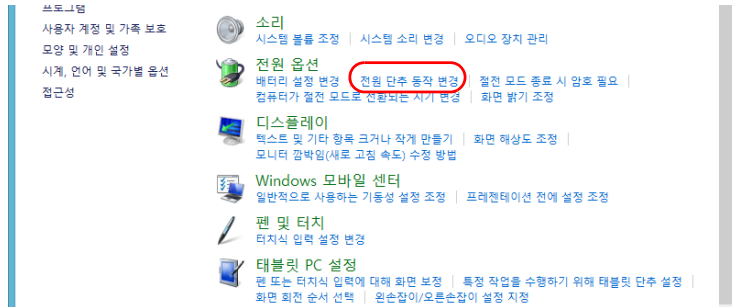 프로그램
사용자 계정 및 가족 보호
모양 및 개인 설정
시계, 언어 및 국가별 옵션
접근성
소리
시스템 볼륨 조정 | 시스템 소리 변경 | 오디오 장치 관리
전원 옵션
배터리 설정 변경 | 전원 단추 동작 변경 | 절전 모드 종료 시 암호 필요 |
컴퓨터가 절전 모드로 전환되는 시기 변경 | 화면 밝기 조정
디스플레이
텍스트 및 기타 항목 크거나 작게 만들기 | 화면 해상도 조정 |
모니터 깜박임(새로 고침 속도) 수정 방법
Windows 모바일 센터
일반적으로 사용하는 기동성 설정 조정 | 프레젠테이션 전에 설정 조정
펜 및 터치
터치식 입력 설정 변경
태블릿 PC 설정
펜 또는 터치식 입력에 대해 화면 보정 | 특정 작업을 수행하기 위해 태블릿 단추 설정 |
화면 회전 순서 선택 | 왼손잡이/오른손잡이 설정 지정